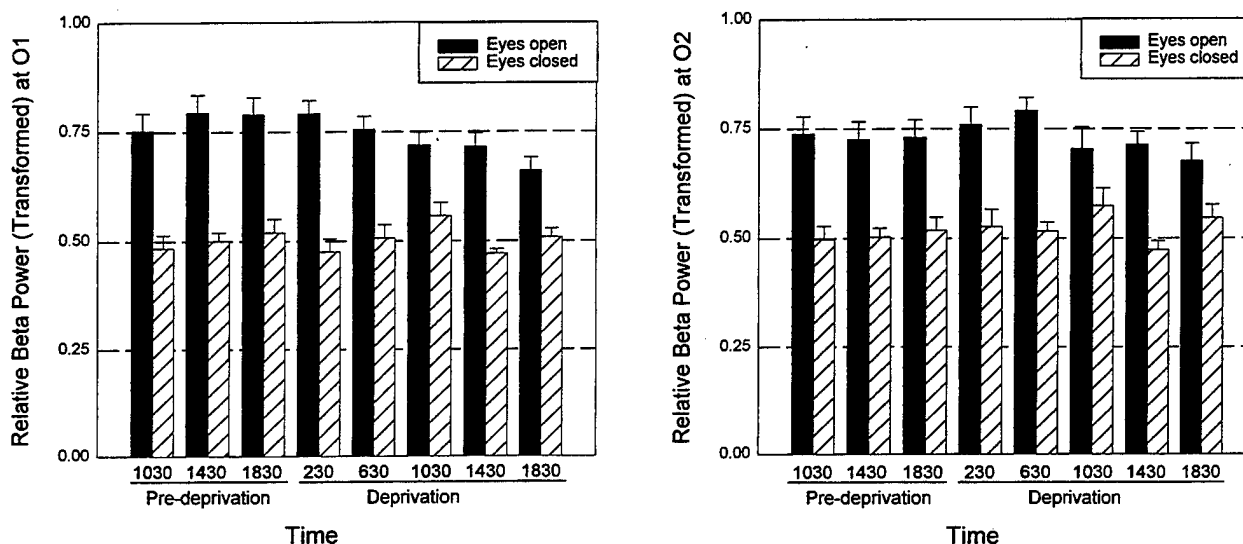 Relative Beta Power (Transformed) at O1
1.00
0.75
0.50
0.25
0.00
Eyes open
Eyes closed
1030 1430 1830 230 630 1030 1430 1830
Pre-deprivation Deprivation
Time
Relative Beta Power (Transformed) at O2
1.00
0.75
0.50
0.25
0.00
Eyes open
Eyes closed
1030 1430 1830 230 630 1030 1430 1830
Pre-deprivation Deprivation
Time